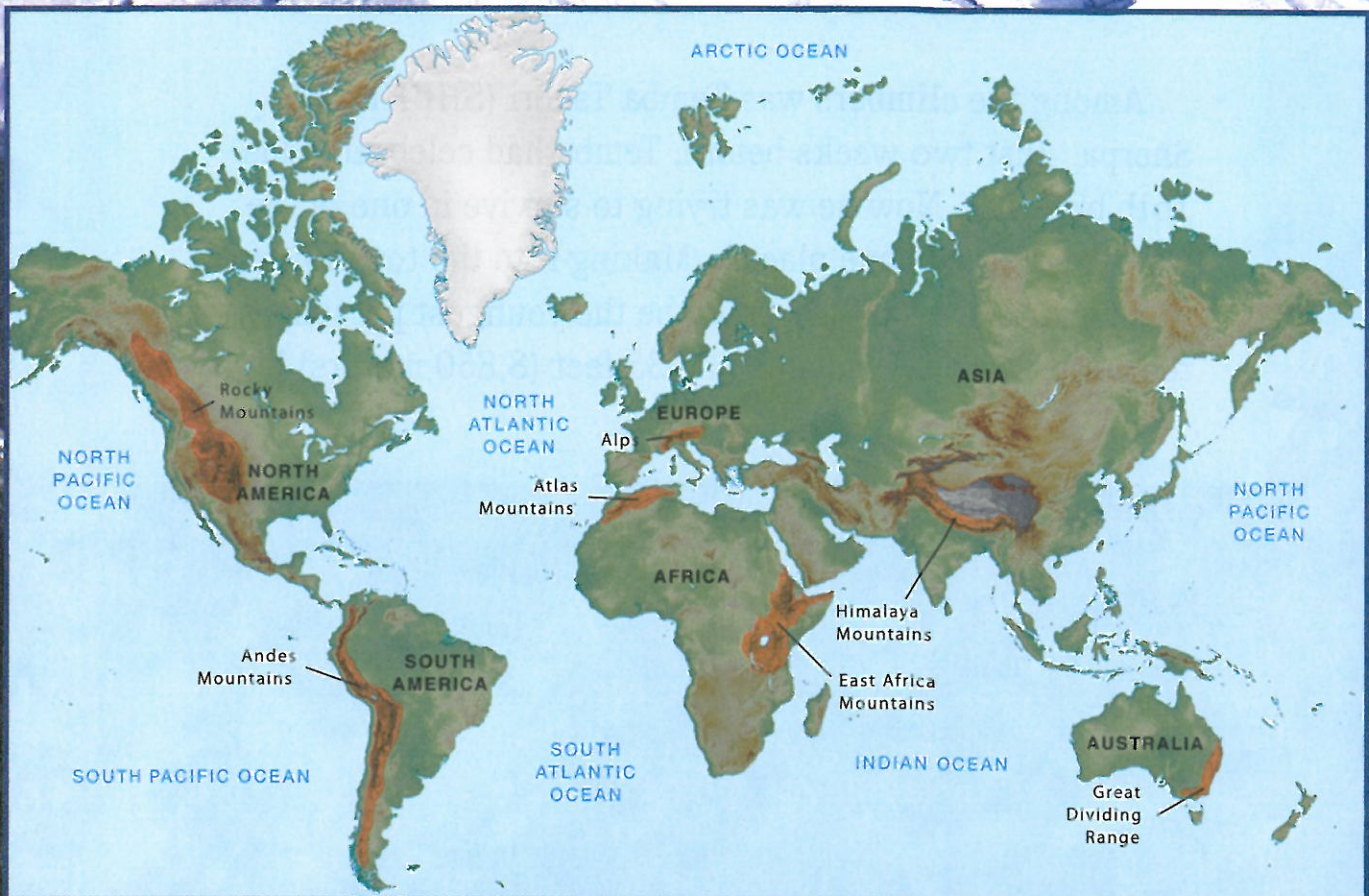 ARCTIC OCEAN
Rocky
Mountains
NORTH
ATLANTIC
OCEAN
ASIA
EUROPE
Alps
NORTH
PACIFIC
OCEAN
NORTH
AMERICA
Atlas
Mountains
NORTH
PACIFIC
OCEAN
AFRICA
Himalaya
Mountains
Andes
Mountains
SOUTH
AMERICA
East Africa
Mountains
SOUTH PACIFIC OCEAN
SOUTH
ATLANTIC
OCEAN
INDIAN OCEAN
AUSTRALIA
Great
Dividing
Range